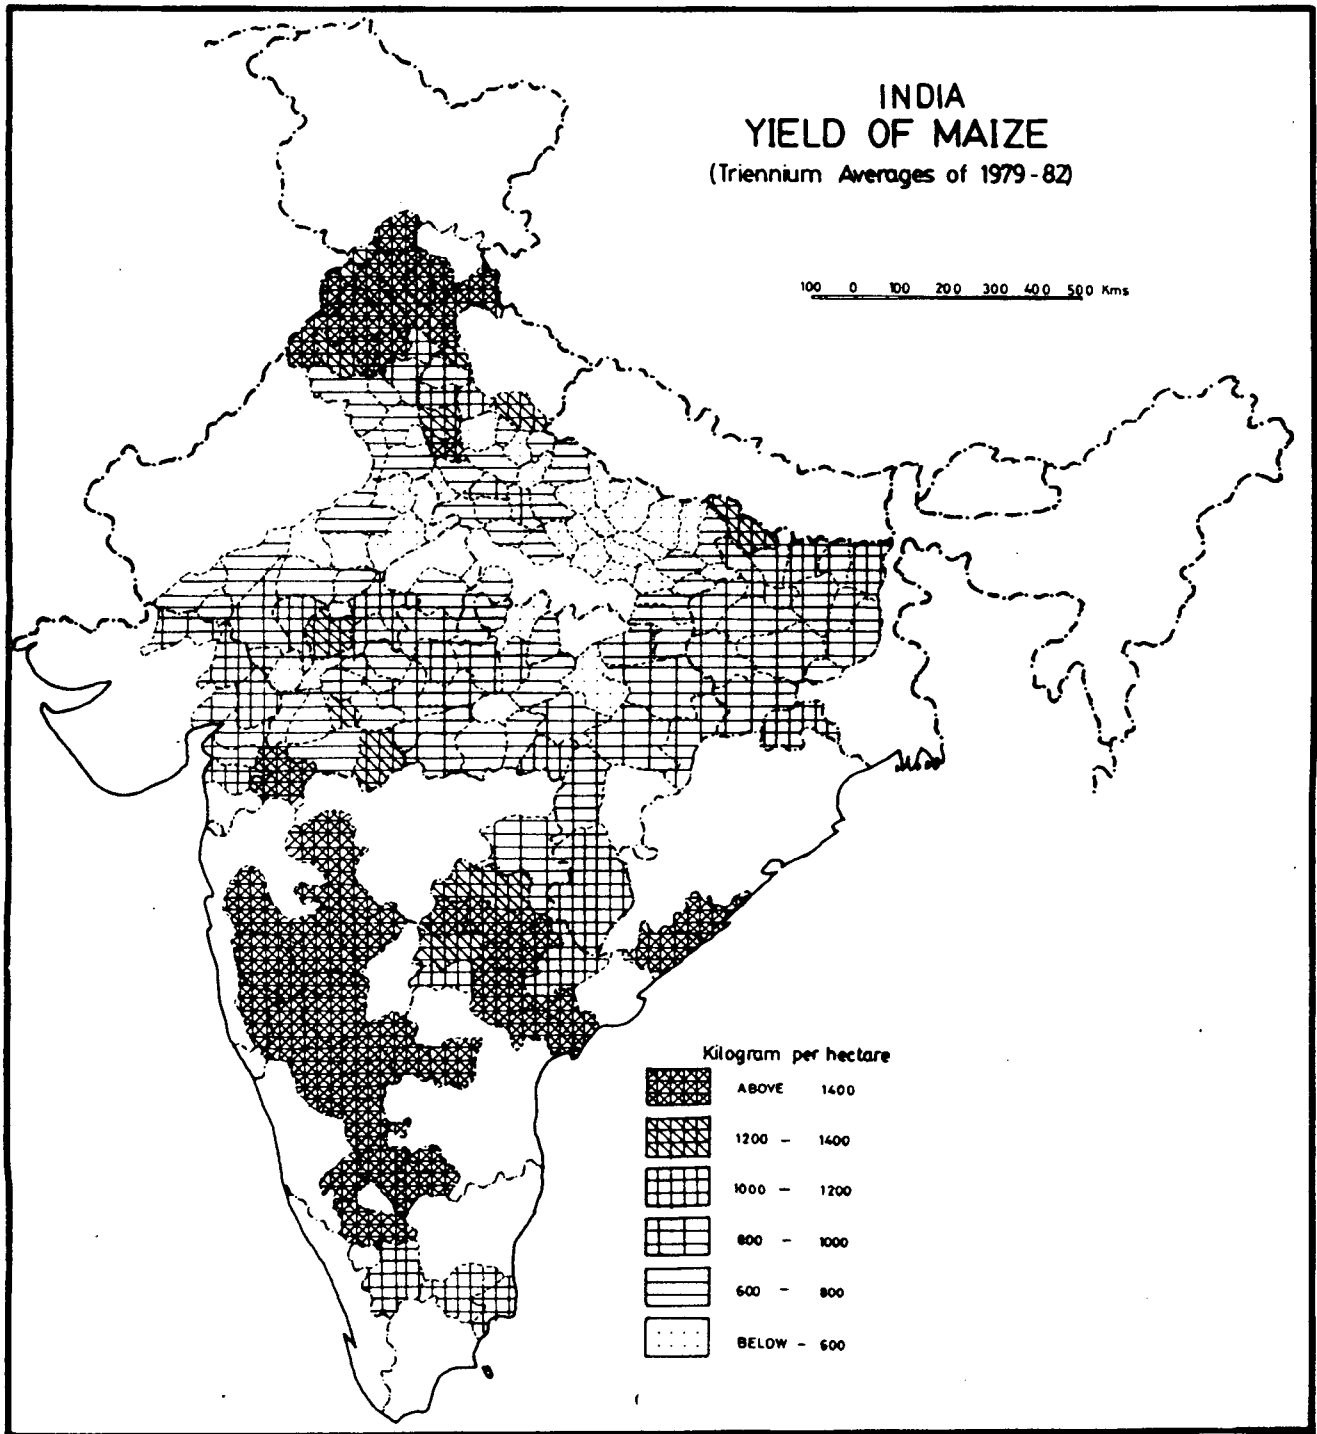 INDIA
YIELD OF MAIZE
(Triennium Averages of 1979-82)
100 0 100 200 300 400 500 Kms
Kilogram per hectare
ABOVE 1400
1200 - 1400
1000 - 1200
800 - 1000
600 - 800
BELOW - 600